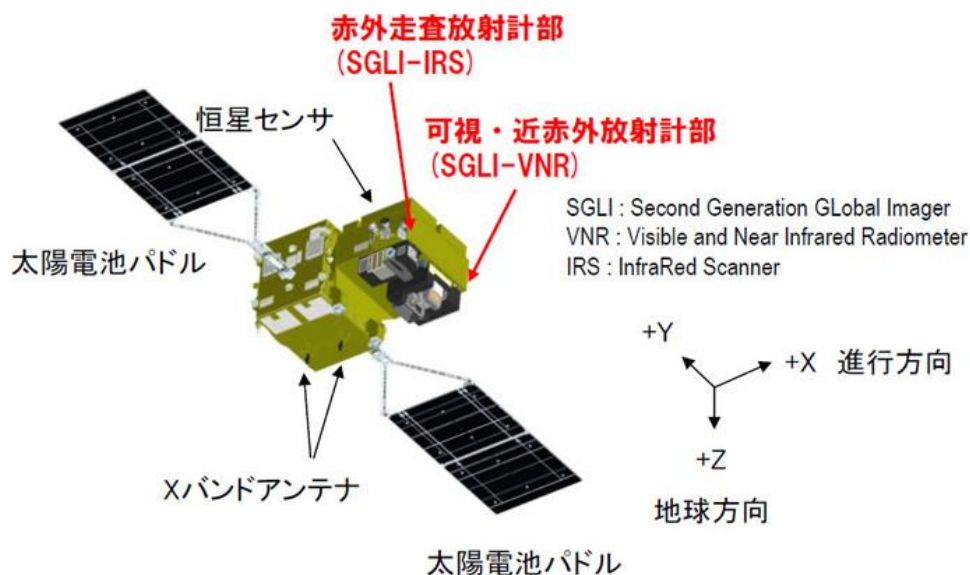 赤外走査放射計部
(SGLI-IRS)
恒星センサ
可視・近赤外放射計部
(SGLI-VNR)
SGLI : Second Generation GLobal Imager
VNR : Visible and Near Infrared Radiometer
IRS : InfraRed Scanner
太陽電池パドル
+Y
+X 進行方向
+Z
地球方向
Xバンドアンテナ
太陽電池パドル